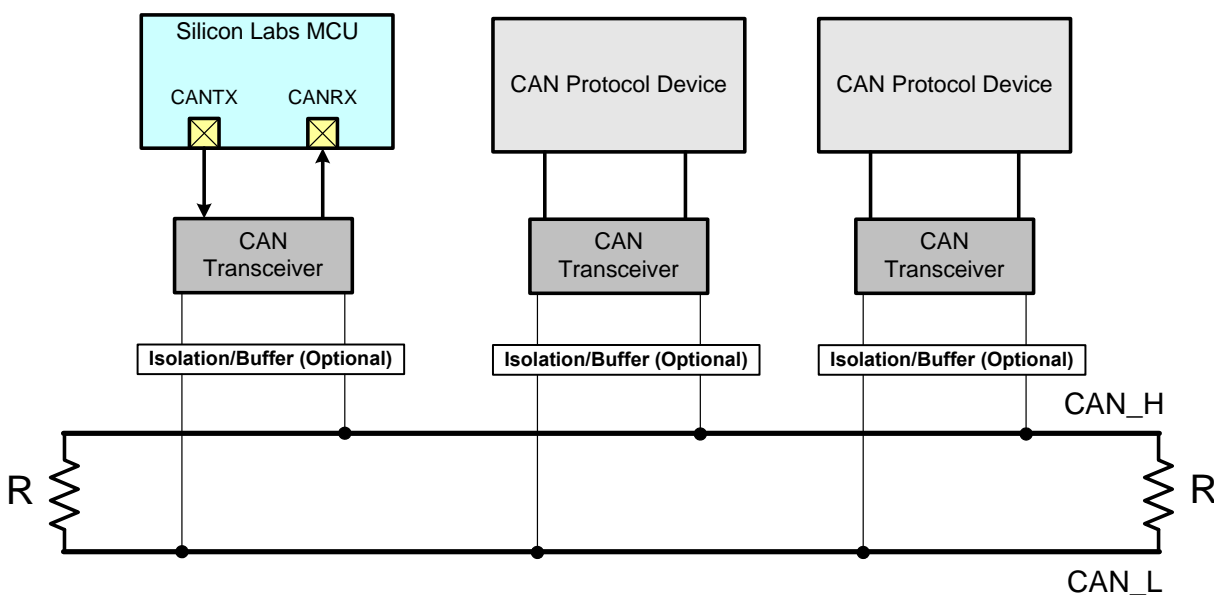 Silicon Labs MCU
CANTX
CANRX
CAN Protocol Device
CAN Protocol Device
CAN
Transceiver
CAN
Transceiver
CAN
Transceiver
Isolation/Buffer (Optional)
Isolation/Buffer (Optional)
Isolation/Buffer (Optional)
CAN_H
R
R
CAN_L